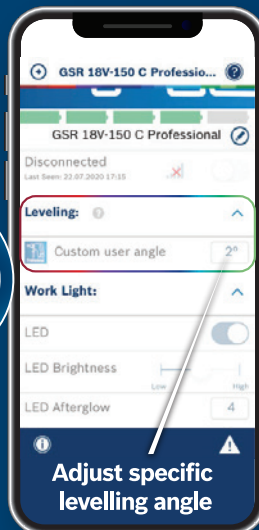 GSR 18V-150 C Professio...
GSR 18V-150 C Professional
Disconnected
Last Seen: 22.07.2020 17:15
Leveling:
Custom user angle 2°
Work Light:
LED
LED Brightness
Low High
LED Afterglow 4
Adjust specific
levelling angle